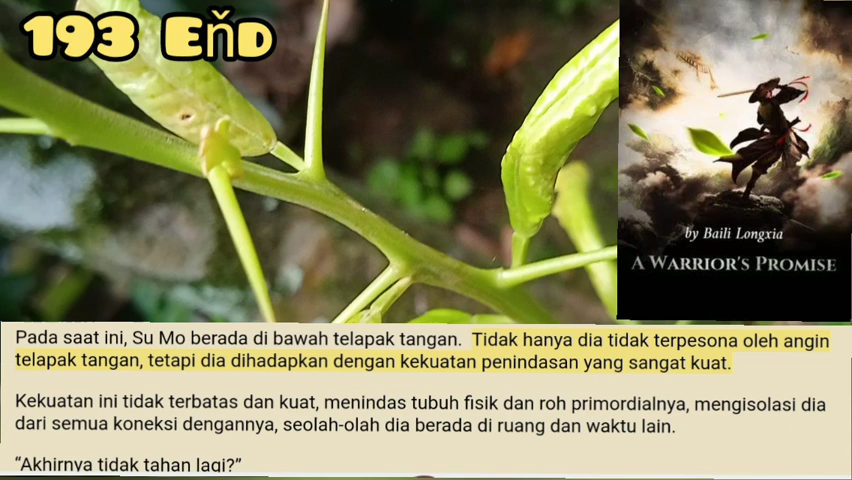 193 Eňd
by Baili Longxia
A WARRIOR'S PROMISE
Pada saat ini, Su Mo berada di bawah telapak tangan. Tidak hanya dia tidak terpesona oleh angin
telapak tangan, tetapi dia dihadapkan dengan kekuatan penindasan yang sangat kuat.
Kekuatan ini tidak terbatas dan kuat, menindas tubuh fisik dan roh primordialnya, mengisolasi dia
dari semua koneksi dengannya, seolah-olah dia berada di ruang dan waktu lain.
“Akhirnya tidak tahan lagi?”